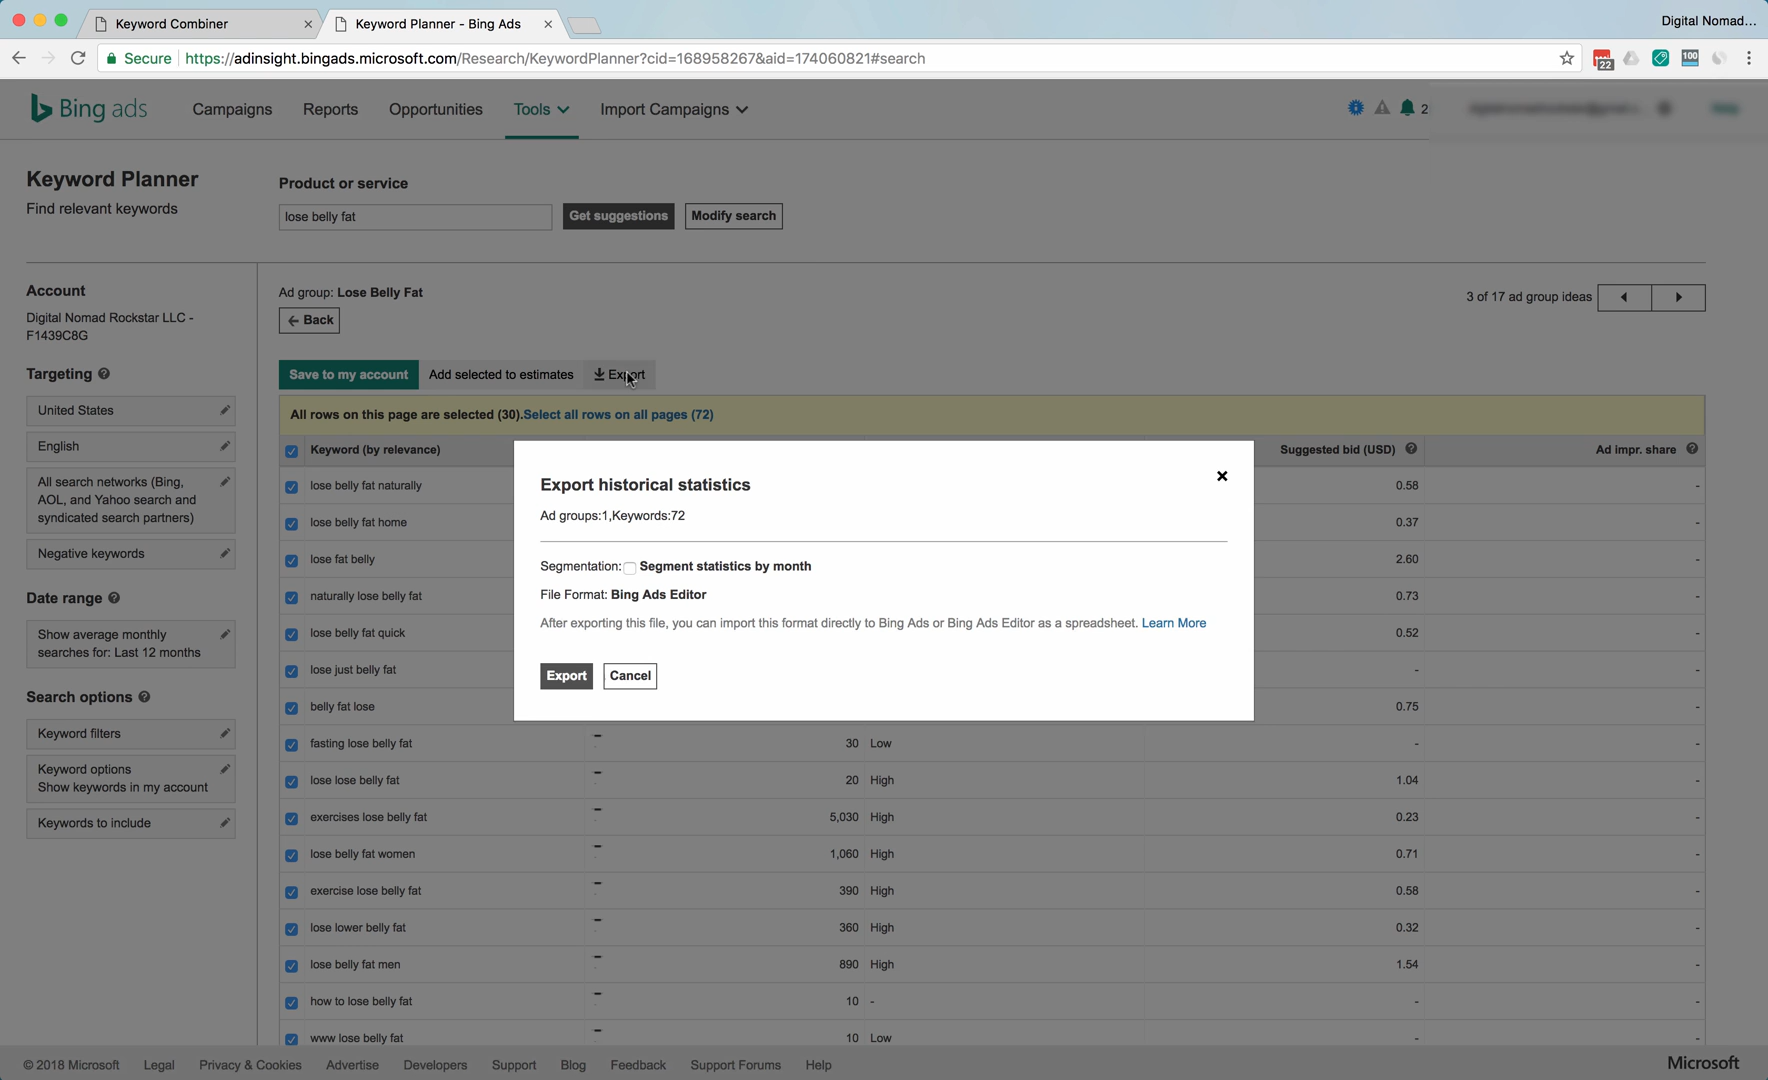 Keyword Combiner
Keyword Planner - Bing Ads
Digital Nomad...
Secure
https://adinsight.bingads.microsoft.com/Research/KeywordPlanner?cid=168958267&aid=174060821#search
22
100
Bing ads
Campaigns
Reports
Opportunities
Tools
Import Campaigns
2
Keyword Planner
Find relevant keywords
Product or service
lose belly fat
Get suggestions
Modify search
Account
Digital Nomad Rockstar LLC -
F1439C8G
Targeting
United States
English
All search networks (Bing,
AOL, and Yahoo search and
syndicated search partners)
Negative keywords
Date range
Show average monthly
searches for: Last 12 months
Search options
Keyword filters
Keyword options
Show keywords in my account
Keywords to include
Ad group: Lose Belly Fat
Back
3 of 17 ad group ideas
Save to my account
Add selected to estimates
Export
All rows on this page are selected (30).Select all rows on all pages (72)
Keyword (by relevance) Suggested bid (USD) Ad impr. share
lose belly fat naturally 0.58 -
lose belly fat home 0.37 -
lose fat belly 2.60 -
naturally lose belly fat 0.73 -
lose belly fat quick 0.52 -
lose just belly fat - -
belly fat lose 0.75 -
fasting lose belly fat 30 Low - -
lose lose belly fat 20 High 1.04 -
exercises lose belly fat 5,030 High 0.23 -
lose belly fat women 1,060 High 0.71 -
exercise lose belly fat 390 High 0.58 -
lose lower belly fat 360 High 0.32 -
lose belly fat men 890 High 1.54 -
how to lose belly fat 10 - - -
www lose belly fat 10 Low - -
Export historical statistics
Ad groups:1,Keywords:72
Segmentation: Segment statistics by month
File Format: Bing Ads Editor
After exporting this file, you can import this format directly to Bing Ads or Bing Ads Editor as a spreadsheet. Learn More
Export
Cancel
© 2018 Microsoft
Legal
Privacy & Cookies
Advertise
Developers
Support
Blog
Feedback
Support Forums
Help
Microsoft